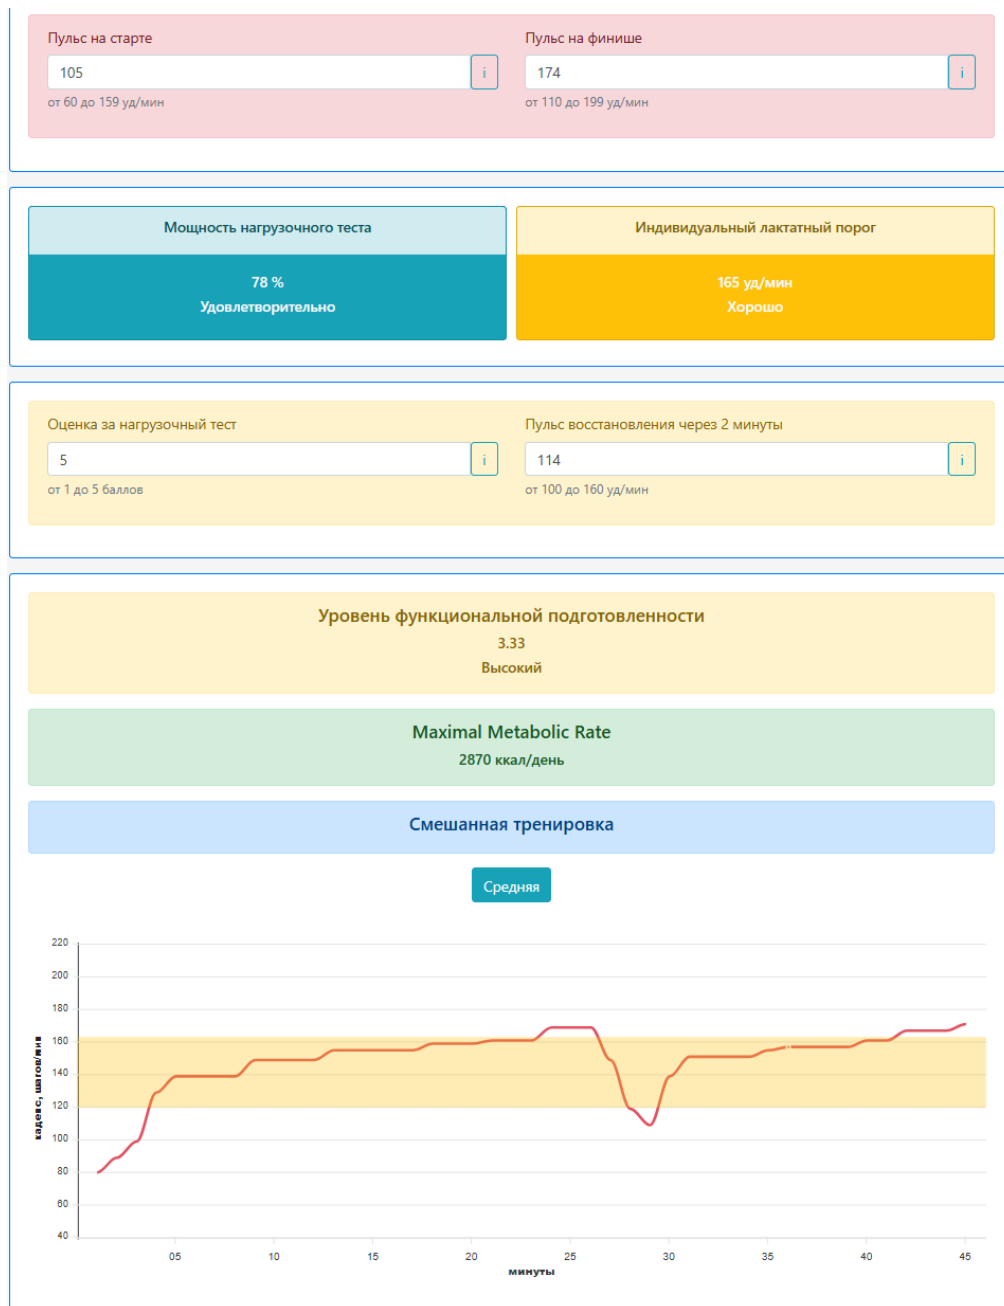 Пульс на старте
Пульс на финише
105
i
174
i
от 60 до 159 уд/мин
от 110 до 199 уд/мин
Мощность нагрузочного теста
Индивидуальный лактатный порог
78 %
165 уд/мин
Удовлетворительно
Хорошо
Оценка за нагрузочный тест
Пульс восстановления через 2 минуты
5
i
114
i
от 1 до 5 баллов
от 100 до 160 уд/мин
Уровень функциональной подготовленности
3.33
Высокий
Maximal Metabolic Rate
2870 ккал/день
Смешанная тренировка
Средняя
220
200
180
160
140
120
100
80
60
40
каденс, шагов/мин
05
10
15
20
25
30
35
40
45
минуты